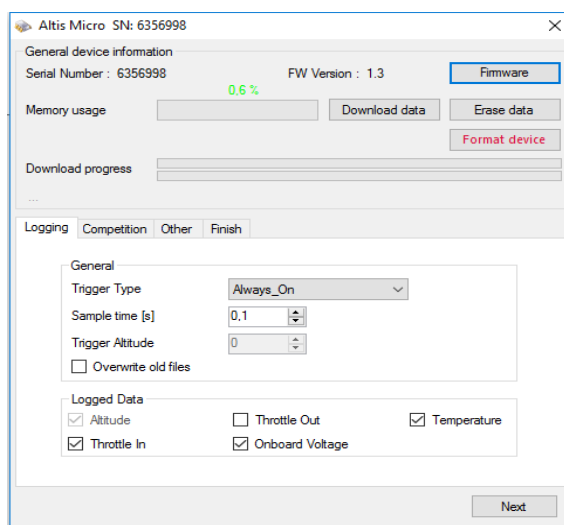 Altis Micro  SN: 6356998
General device information
Serial Number :  6356998    FW Version :  1.3    Firmware
0,6 %
Memory usage    Download data    Erase data
Format device
Download progress
...
Logging    Competition    Other    Finish
General
Trigger Type    Always_On
Sample time [s]    0,1
Trigger Altitude    0
Overwrite old files
Logged Data
Altitude    Throttle Out    Temperature
Throttle In    Onboard Voltage
Next